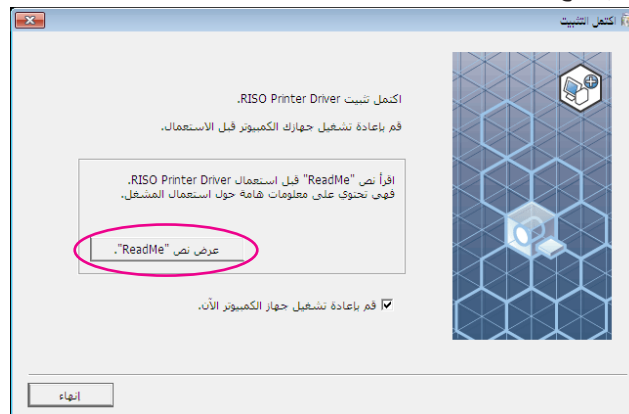 اكتمل التثبيت
اكتمل تثبيت RISO Printer Driver.
قم بإعادة تشغيل جهازك الكمبيوتر قبل الاستعمال.
اقرأ نص "ReadMe" قبل استعمال RISO Printer Driver.
فهي تحتوي على معلومات هامة حول استعمال المشغل.
عرض نص "ReadMe".
قم بإعادة تشغيل جهاز الكمبيوتر الآن.
إنهاء